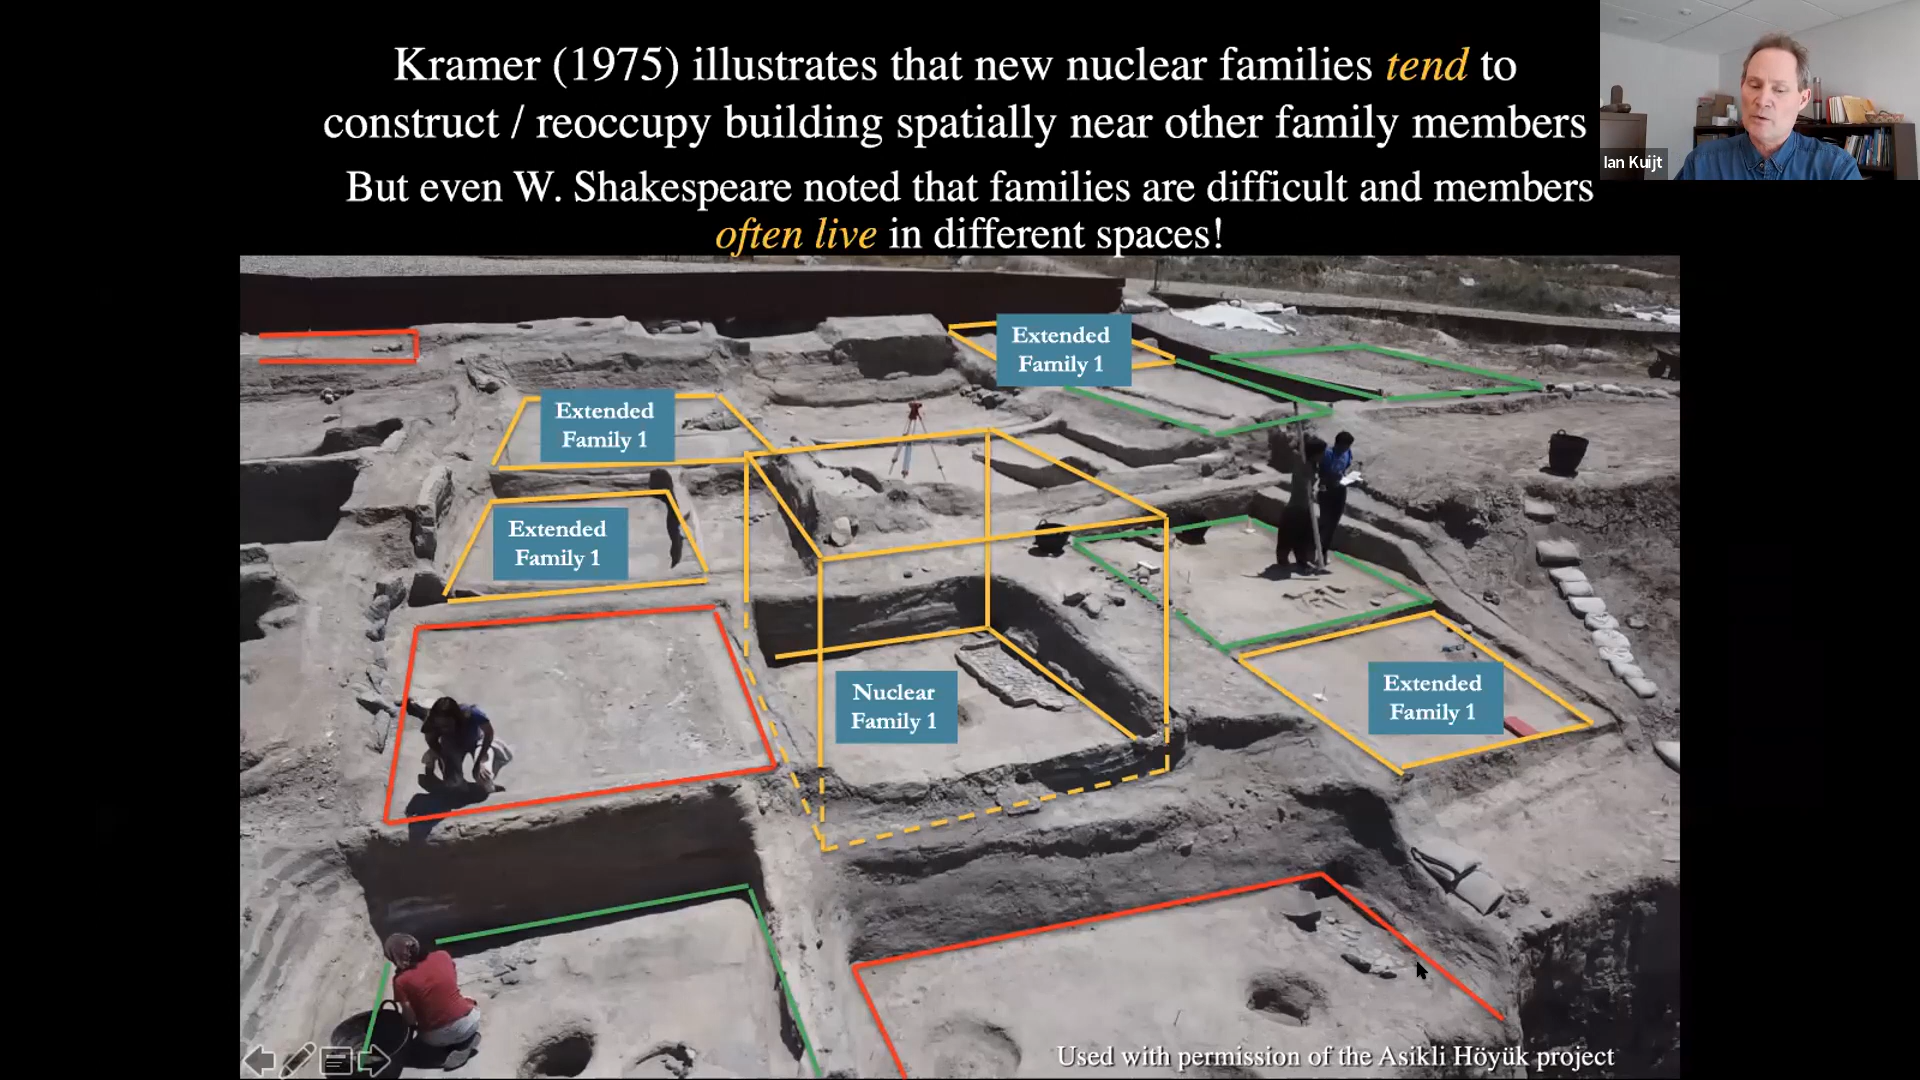 Kramer (1975) illustrates that new nuclear families tend to
construct / reoccupy building spatially near other family members
But even W. Shakespeare noted that families are difficult and members
often live in different spaces!
Ian Kuijt
Extended
Family 1
Extended
Family 1
Extended
Family 1
Nuclear
Family 1
Extended
Family 1
Used with permission of the Asikli Höyük project